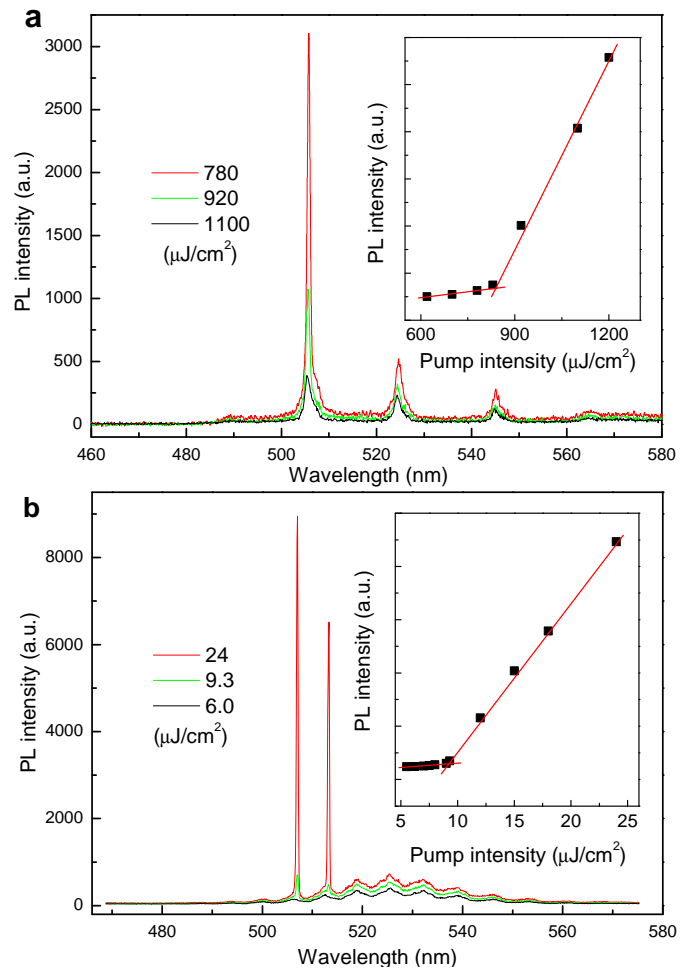 a
3000
2500
2000
1500
1000
500
0
PL intensity (a.u.)
780
920
1100
(μJ/cm²)
PL intensity (a.u.)
600 900 1200
Pump intensity (μJ/cm²)
460 480 500 520 540 560 580
Wavelength (nm)
b
8000
6000
4000
2000
0
PL intensity (a.u.)
24
9.3
6.0
(μJ/cm²)
PL intensity (a.u.)
5 10 15 20 25
Pump intensity (μJ/cm²)
480 500 520 540 560 580
Wavelength (nm)